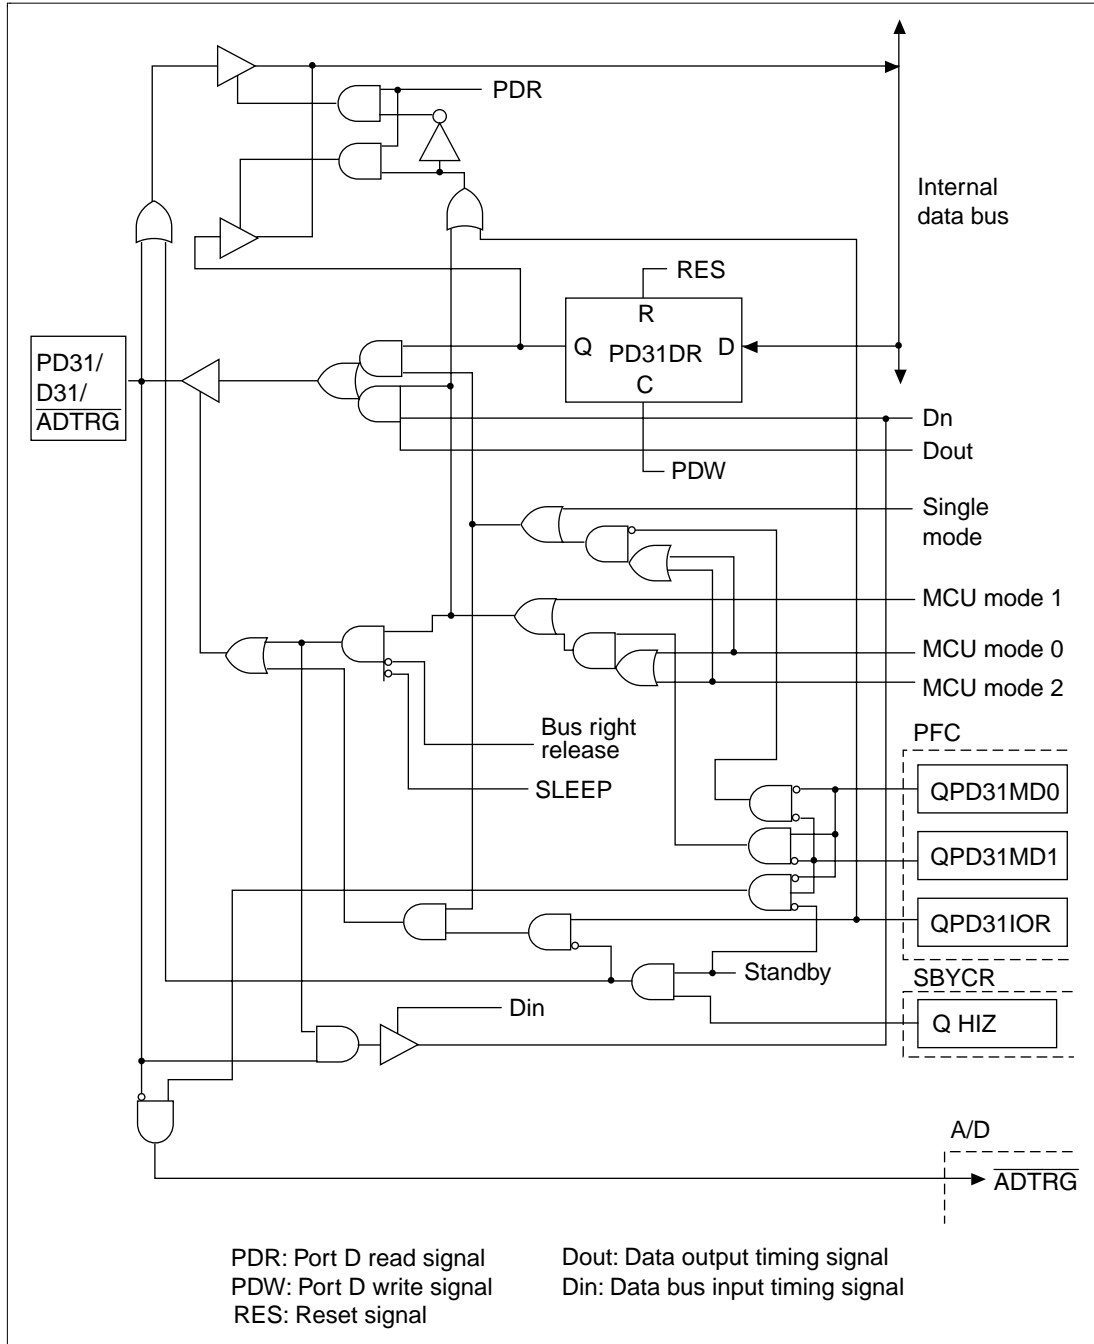 PDR
Internal
data bus
RES
R
Q
PD31DR
D
C
PD31/
D31/
ADTRG
Dn
Dout
PDW
Single
mode
MCU mode 1
MCU mode 0
MCU mode 2
Bus right
release
SLEEP
PFC
QPD31MD0
QPD31MD1
QPD31IOR
Standby
SBYCR
Q HIZ
Din
A/D
ADTRG
PDR: Port D read signal
PDW: Port D write signal
RES: Reset signal
Dout: Data output timing signal
Din: Data bus input timing signal